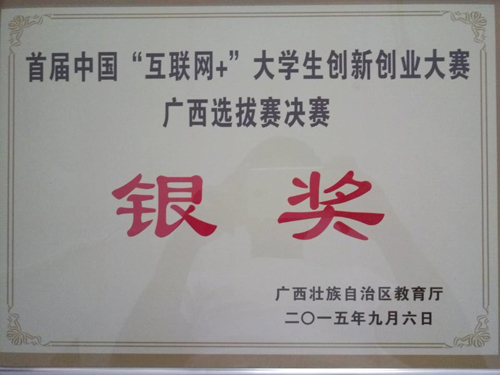 首届中国“互联网+”大学生创新创业大赛
广西选拔赛决赛
银奖
广西壮族自治区教育厅
二〇一五年九月六日